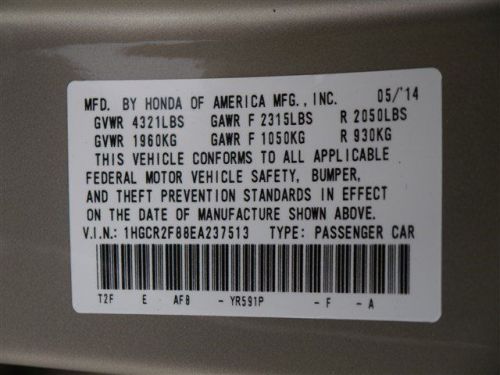 MFD. BY HONDA OF AMERICA MFG., INC. 05/'14
GVWR 4321LBS GAWR F 2315LBS R 2050LBS
GVWR 1960KG GAWR F 1050KG R 930KG
THIS VEHICLE CONFORMS TO ALL APPLICABLE
FEDERAL MOTOR VEHICLE SAFETY, BUMPER,
AND THEFT PREVENTION STANDARDS IN EFFECT
ON THE DATE OF MANUFACTURE SHOWN ABOVE.
V.I.N.: 1HGCR2F88EA237513 TYPE: PASSENGER CAR
T2F E AF8 - YR591P - F - A